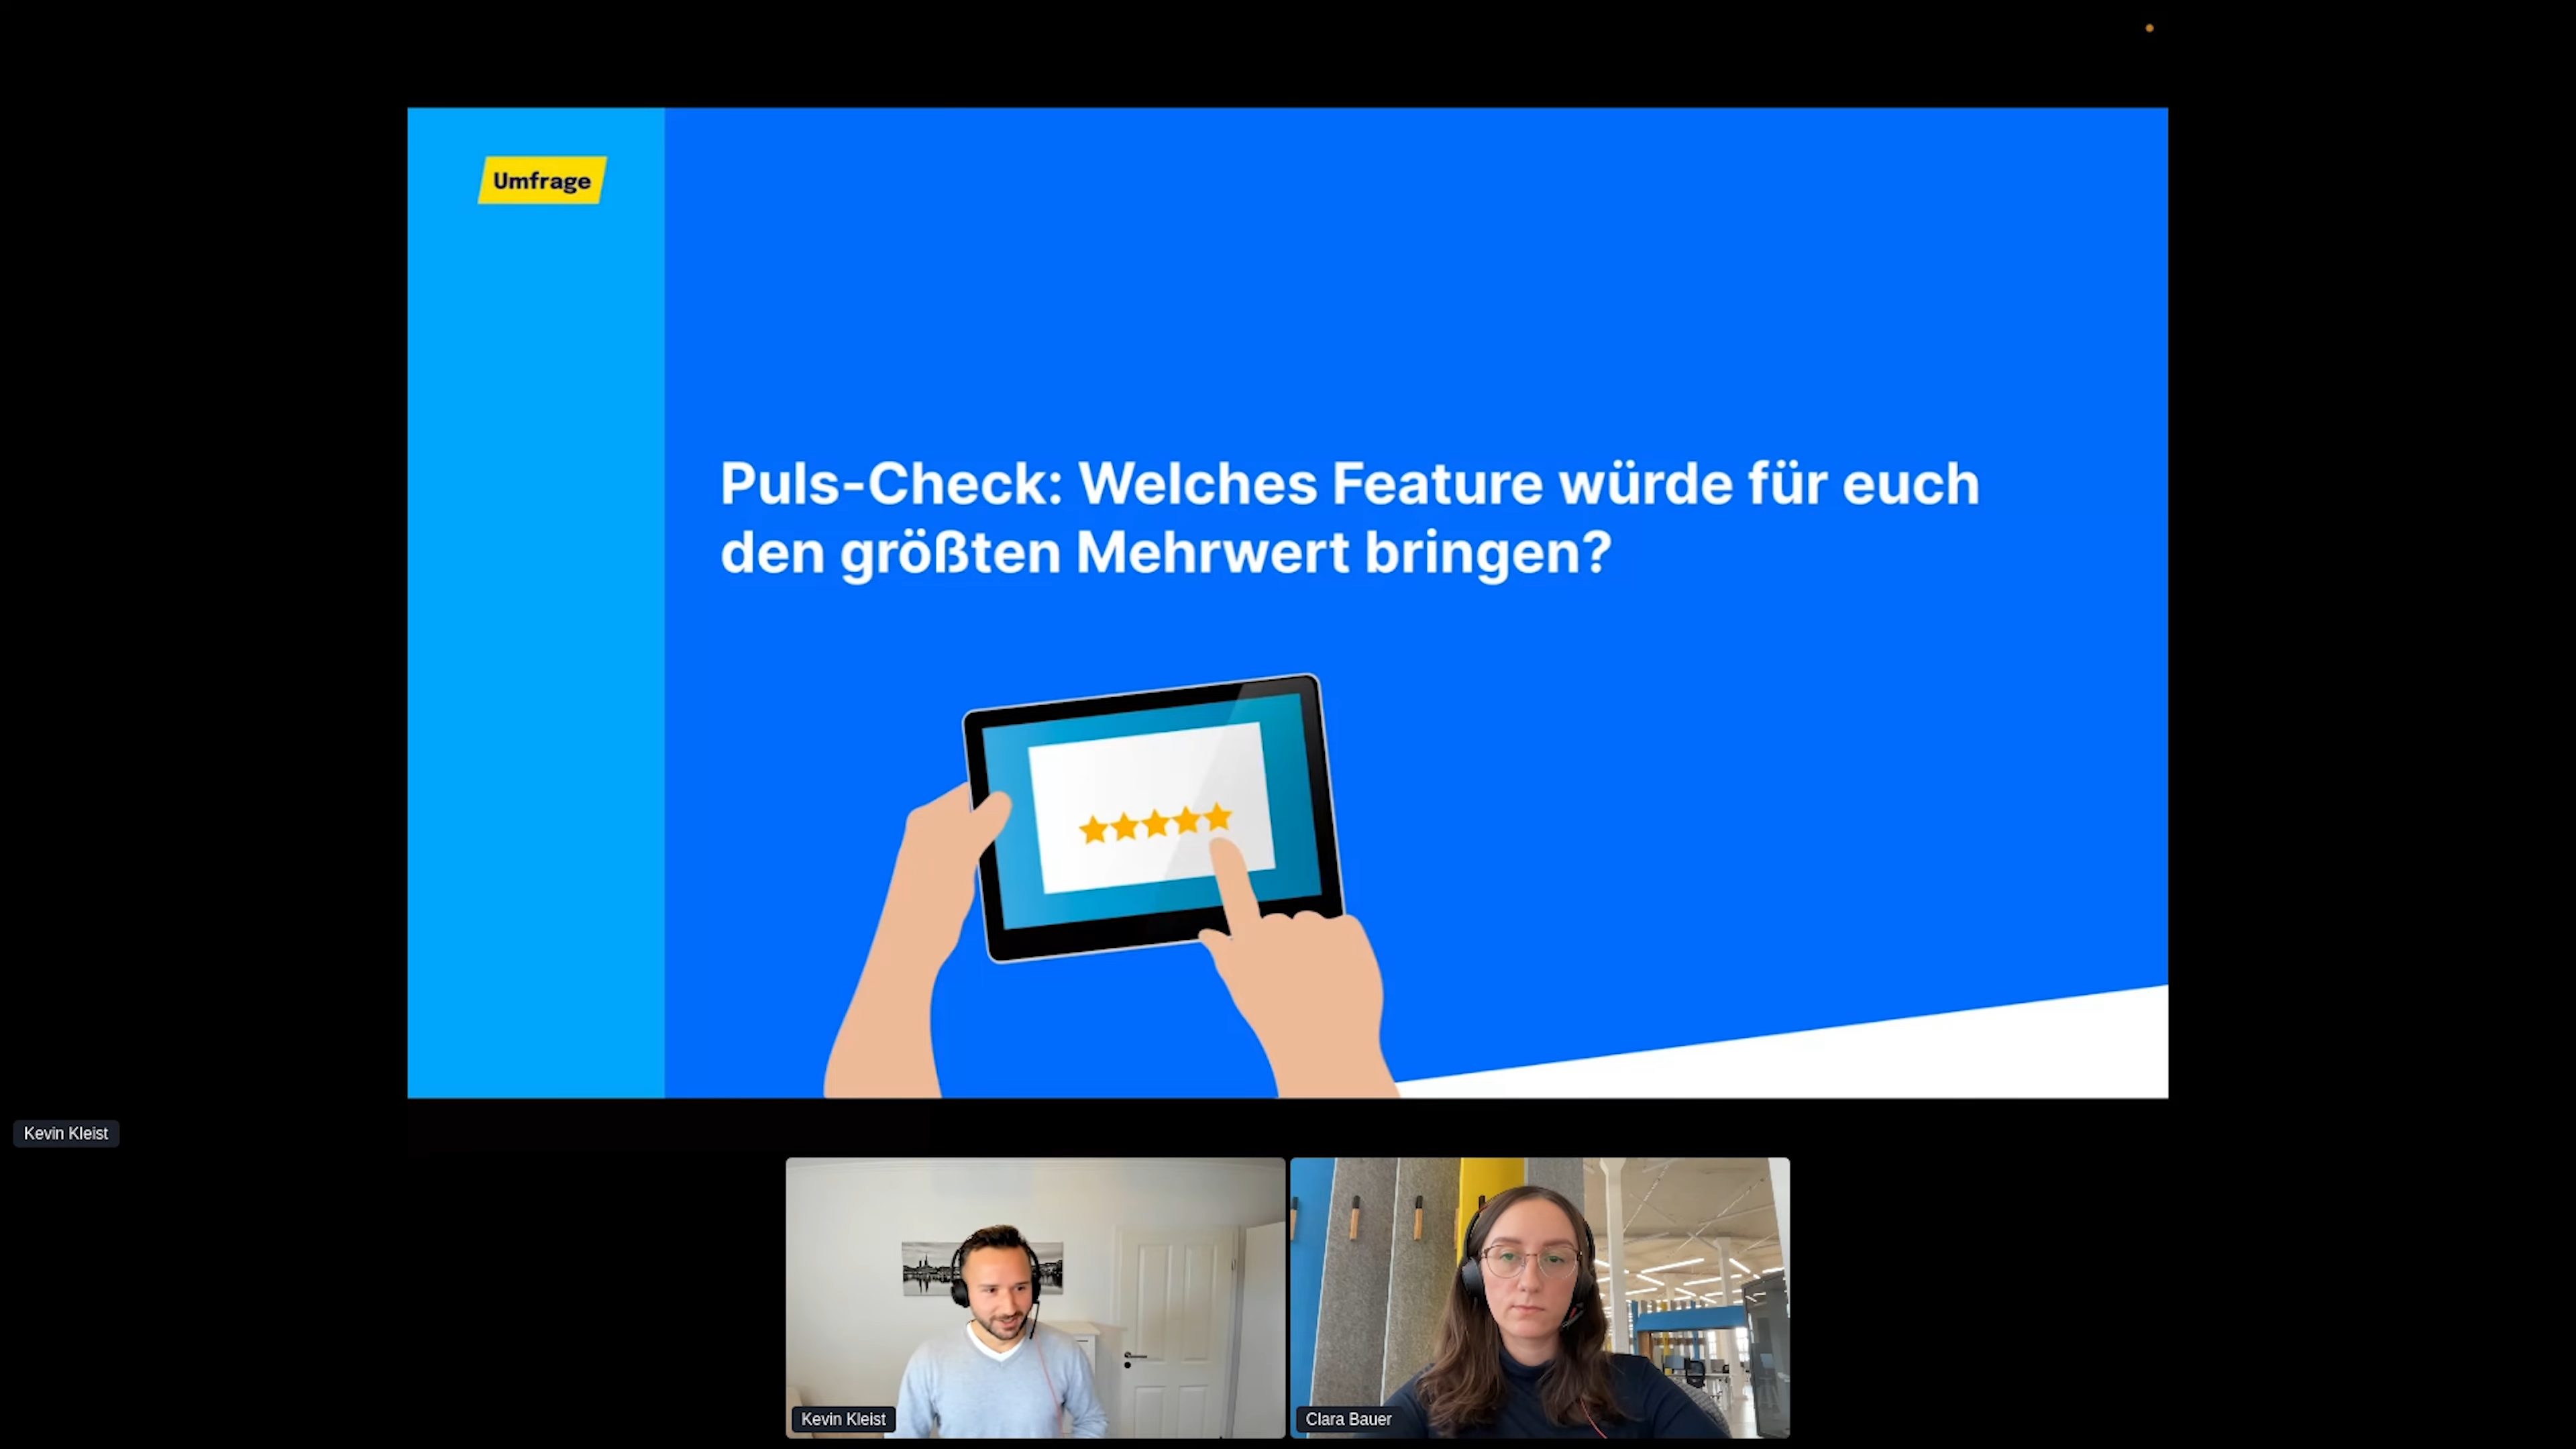 Umfrage
Puls-Check: Welches Feature würde für euch
den größten Mehrwert bringen?
Kevin Kleist
Kevin Kleist
Clara Bauer